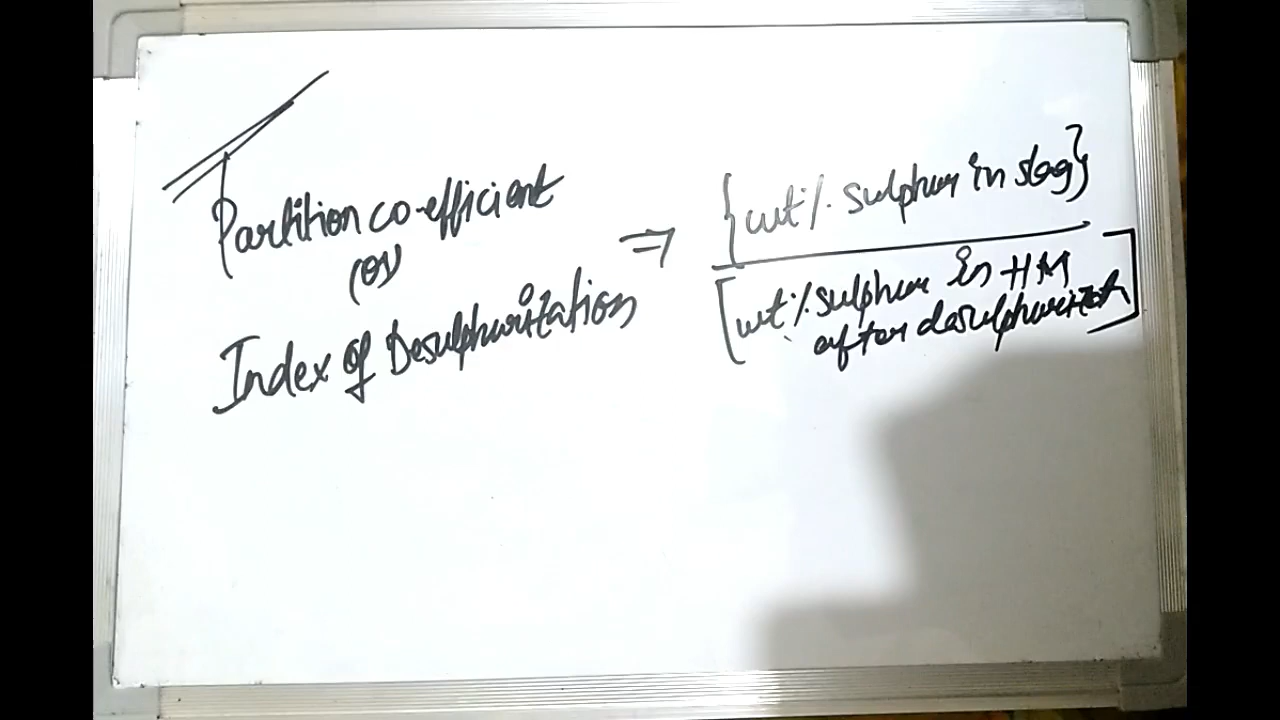 Partition co-efficient
(or)
Index of Desulphurization
⇒
{wt% sulphur in slag}
[wt% sulphur in HM
after desulphurization]